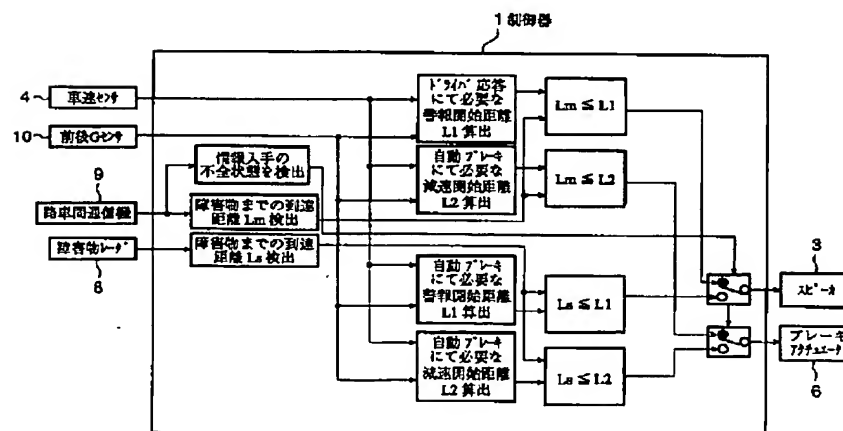 1 制御器
4
車速センサ
10
前後Gセンサ
9
路車間通信機
障害物レーダ
8
情報入手の
不全状態を検出
障害物までの到達
距離 Lm 検出
障害物までの到達
距離 Ls 検出
ドライバ 応答
にて必要な
警報開始距離
L1 算出
自動 ブレーキ
にて必要な
減速開始距離
L2 算出
自動 ブレーキ
にて必要な
警報開始距離
L1 算出
自動 ブレーキ
にて必要な
減速開始距離
L2 算出
Lm ≦ L1
Lm ≦ L2
Ls ≦ L1
Ls ≦ L2
3
スピーカ
ブレーキ
アクチュエータ
6